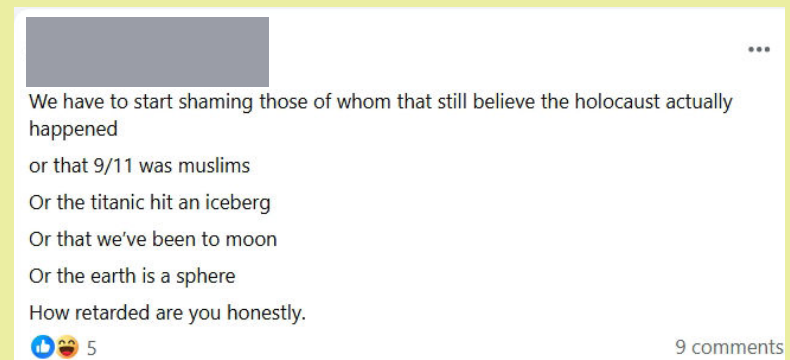 We have to start shaming those of whom that still believe the holocaust actually
happened
or that 9/11 was muslims
Or the titanic hit an iceberg
Or that we've been to moon
Or the earth is a sphere
How retarded are you honestly.
5
9 comments